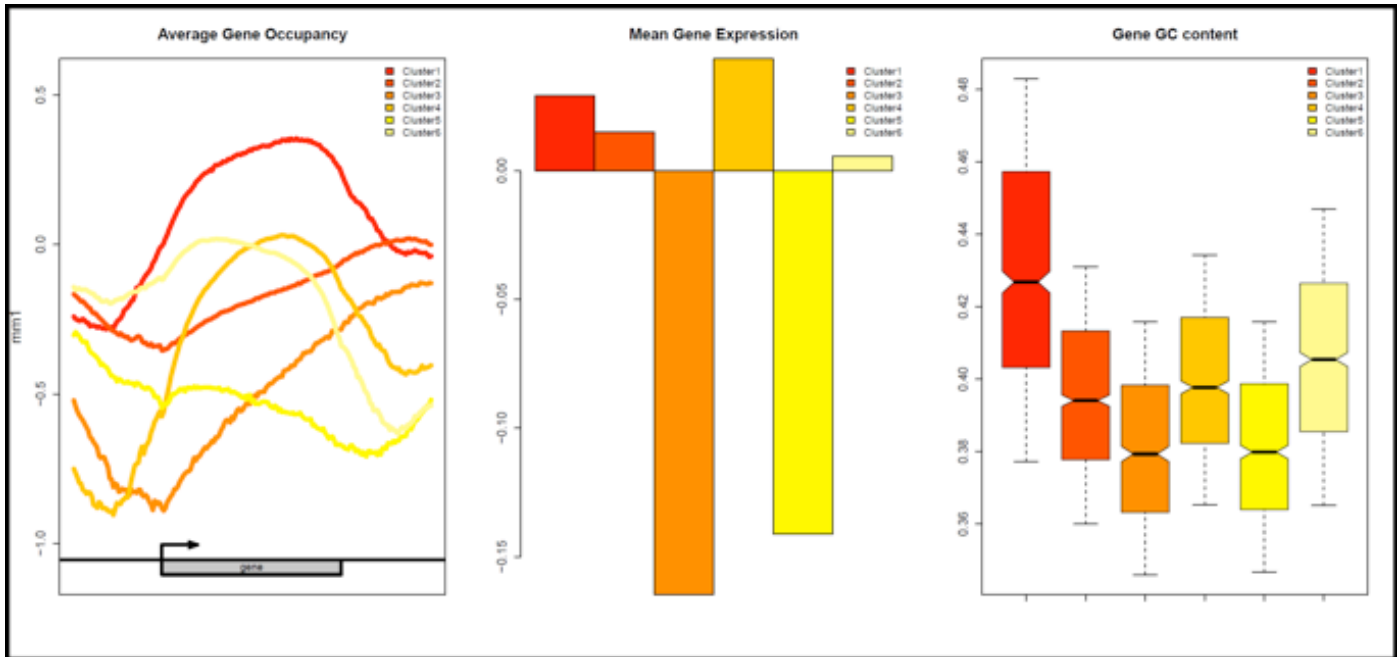 Average Gene Occupancy
Cluster1
Cluster2
Cluster3
Cluster4
Cluster5
Cluster6
0.5
0.0
−0.5
−1.0
mm1
gene
Mean Gene Expression
Cluster1
Cluster2
Cluster3
Cluster4
Cluster5
Cluster6
0.00
−0.05
−0.10
−0.15
Gene GC content
Cluster1
Cluster2
Cluster3
Cluster4
Cluster5
Cluster6
0.48
0.46
0.44
0.42
0.40
0.38
0.36